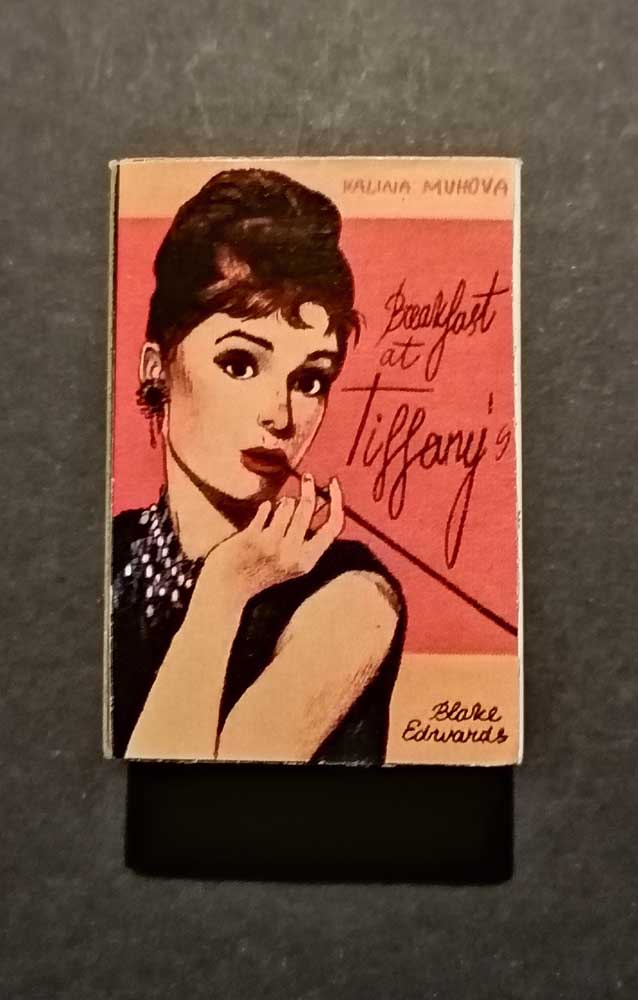 KALINA MUHOVA
Breakfast
at
Tiffany's
Blake
Edwards